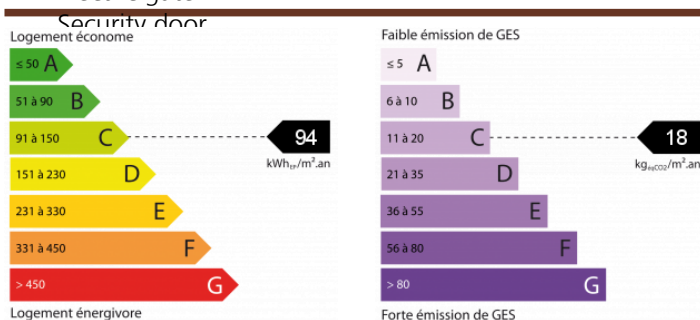 Security door
Logement économe
≤ 50 A
51 à 90 B
91 à 150 C
94
kWhEP/m².an
151 à 230 D
231 à 330 E
331 à 450 F
> 450 G
Logement énergivore
Faible émission de GES
≤ 5 A
6 à 10 B
11 à 20 C
18
kgéqCO2/m².an
21 à 35 D
36 à 55 E
56 à 80 F
> 80 G
Forte émission de GES